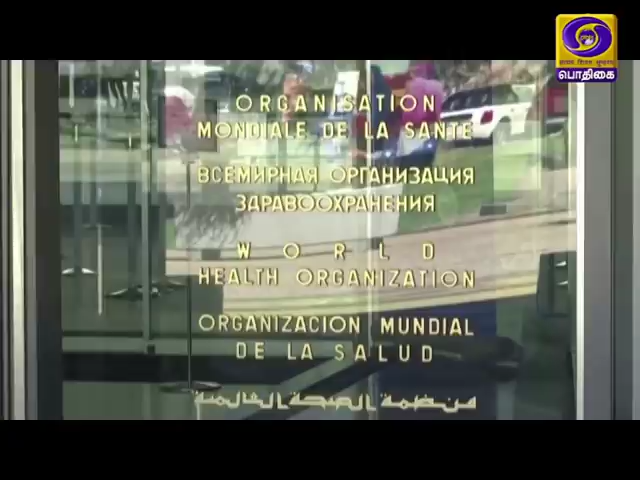 பொதிகை
ORGANISATION
MONDIALE DE LA SANTE
ВСЕМИРНАЯ ОРГАНИЗАЦИЯ
ЗДРАВООХРАНЕНИЯ
WORLD
HEALTH ORGANIZATION
ORGANIZACION MUNDIAL
DE LA SALUD
منظمة الصحة العالمية